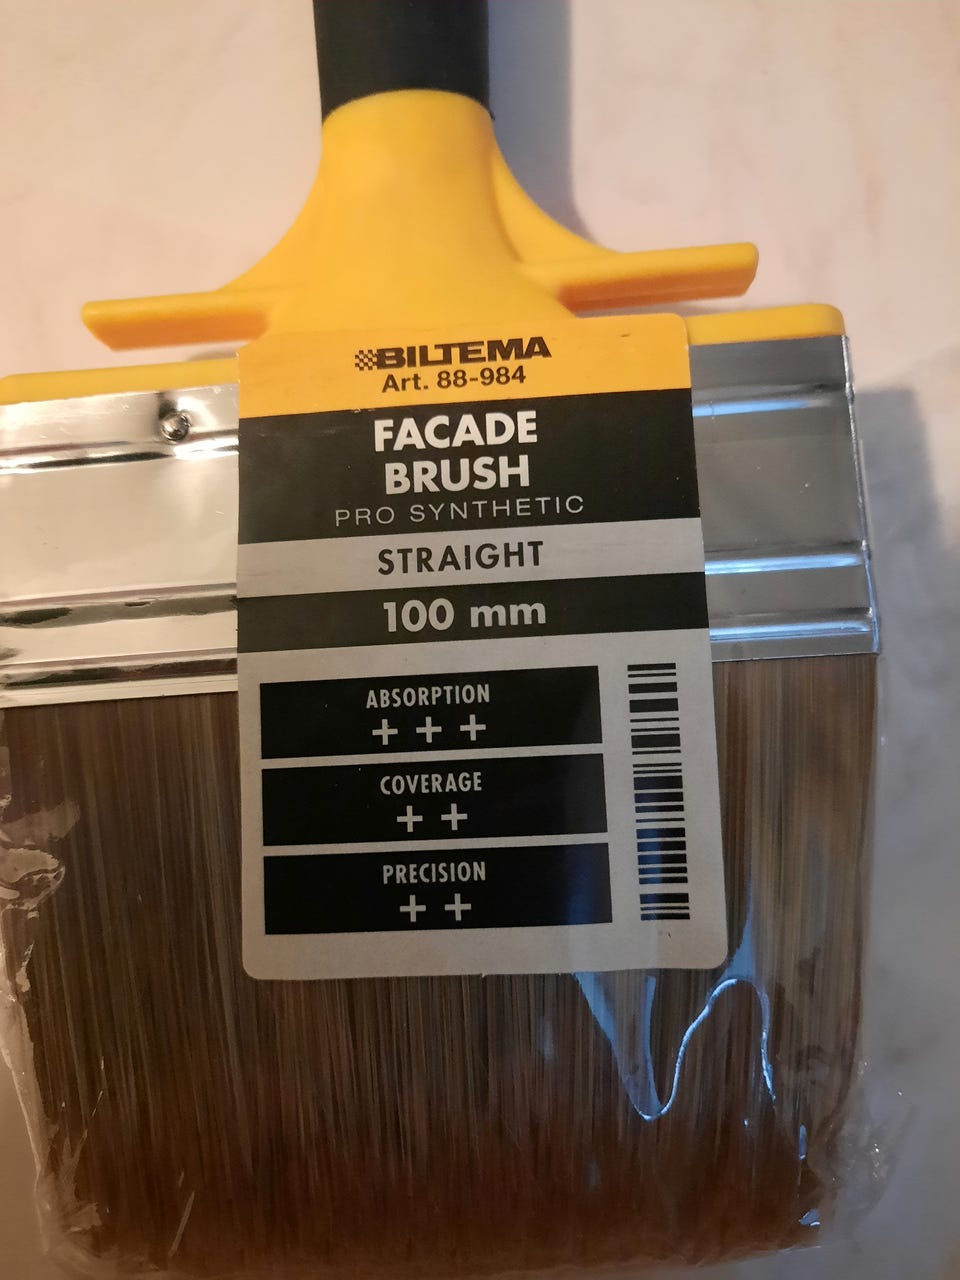 BILTEMA
Art. 88-984
FACADE
BRUSH
PRO SYNTHETIC
STRAIGHT
100 mm
ABSORPTION
+ + +
COVERAGE
+ +
PRECISION
+ +